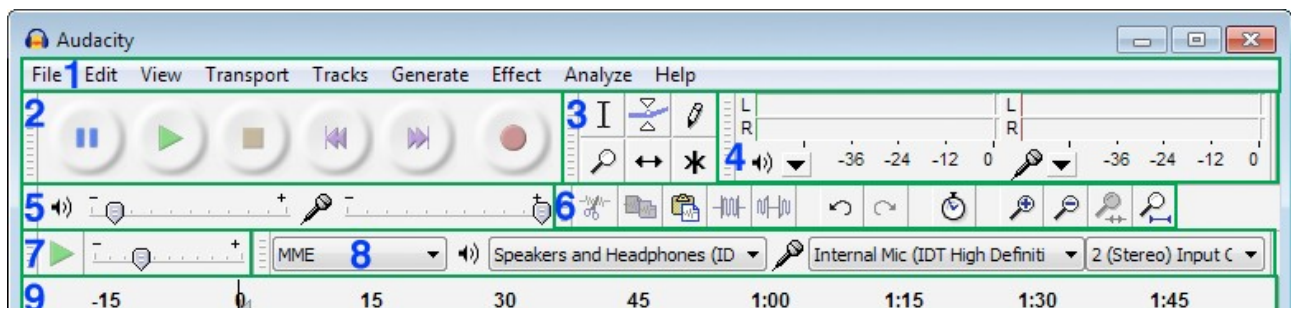 Audacity
File 1 Edit View Transport Tracks Generate Effect Analyze Help
2
3
L
R
L
R
4 -36 -24 -12 0 -36 -24 -12 0
5 - + - +
6
7 - +
MME 8 Speakers and Headphones (ID Internal Mic (IDT High Definiti 2 (Stereo) Input C
9 -15 0 15 30 45 1:00 1:15 1:30 1:45